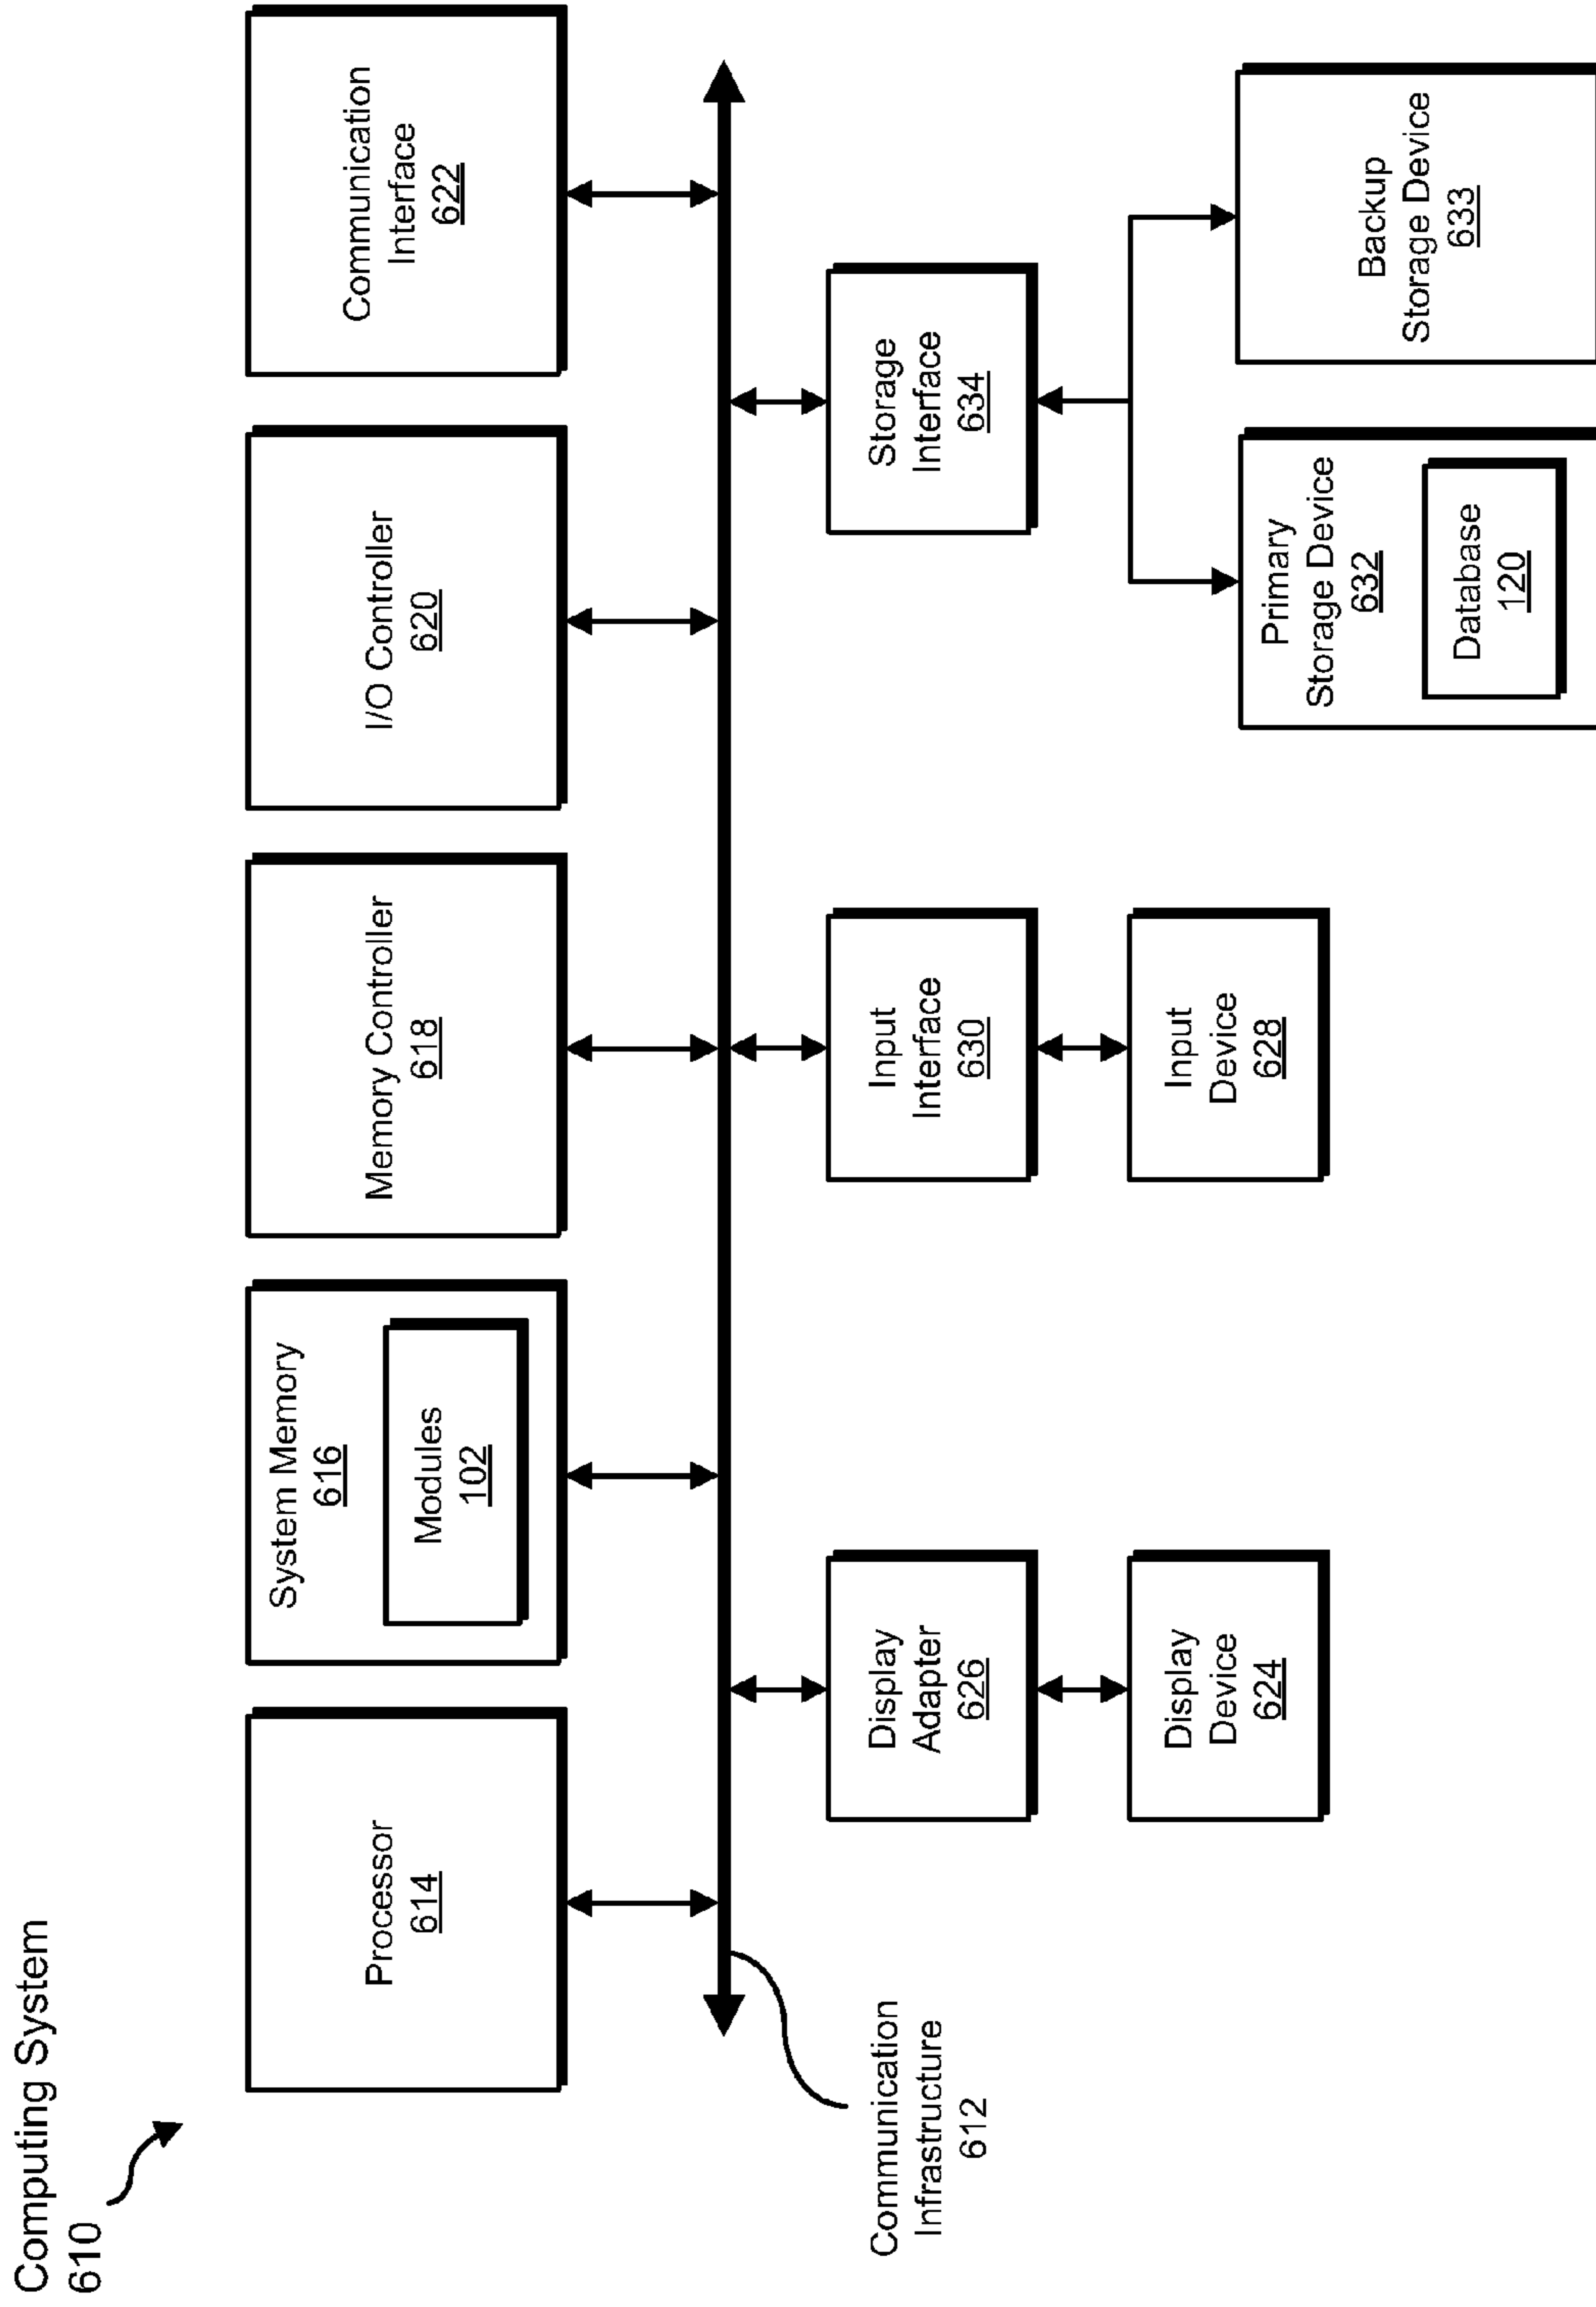 Computing System
610
Processor
614
System Memory
616
Modules
102
Memory Controller
618
I/O Controller
620
Communication
Interface
622
Communication
Infrastructure
612
Display
Adapter
626
Input
Interface
630
Storage
Interface
634
Display
Device
624
Input
Device
628
Primary
Storage Device
632
Database
120
Backup
Storage Device
633